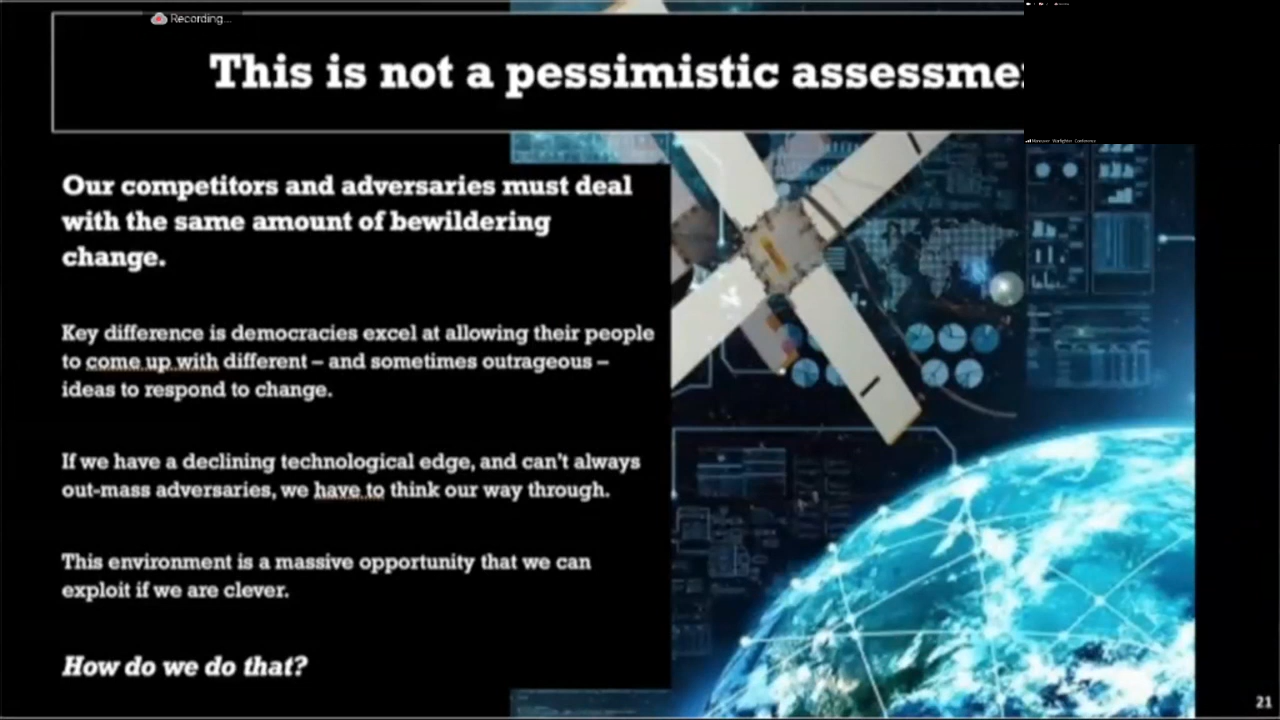 Recording...
This is not a pessimistic assessme
Our competitors and adversaries must deal
with the same amount of bewildering
change.
Key difference is democracies excel at allowing their people
to come up with different – and sometimes outrageous –
ideas to respond to change.
If we have a declining technological edge, and can't always
out-mass adversaries, we have to think our way through.
This environment is a massive opportunity that we can
exploit if we are clever.
How do we do that?
21